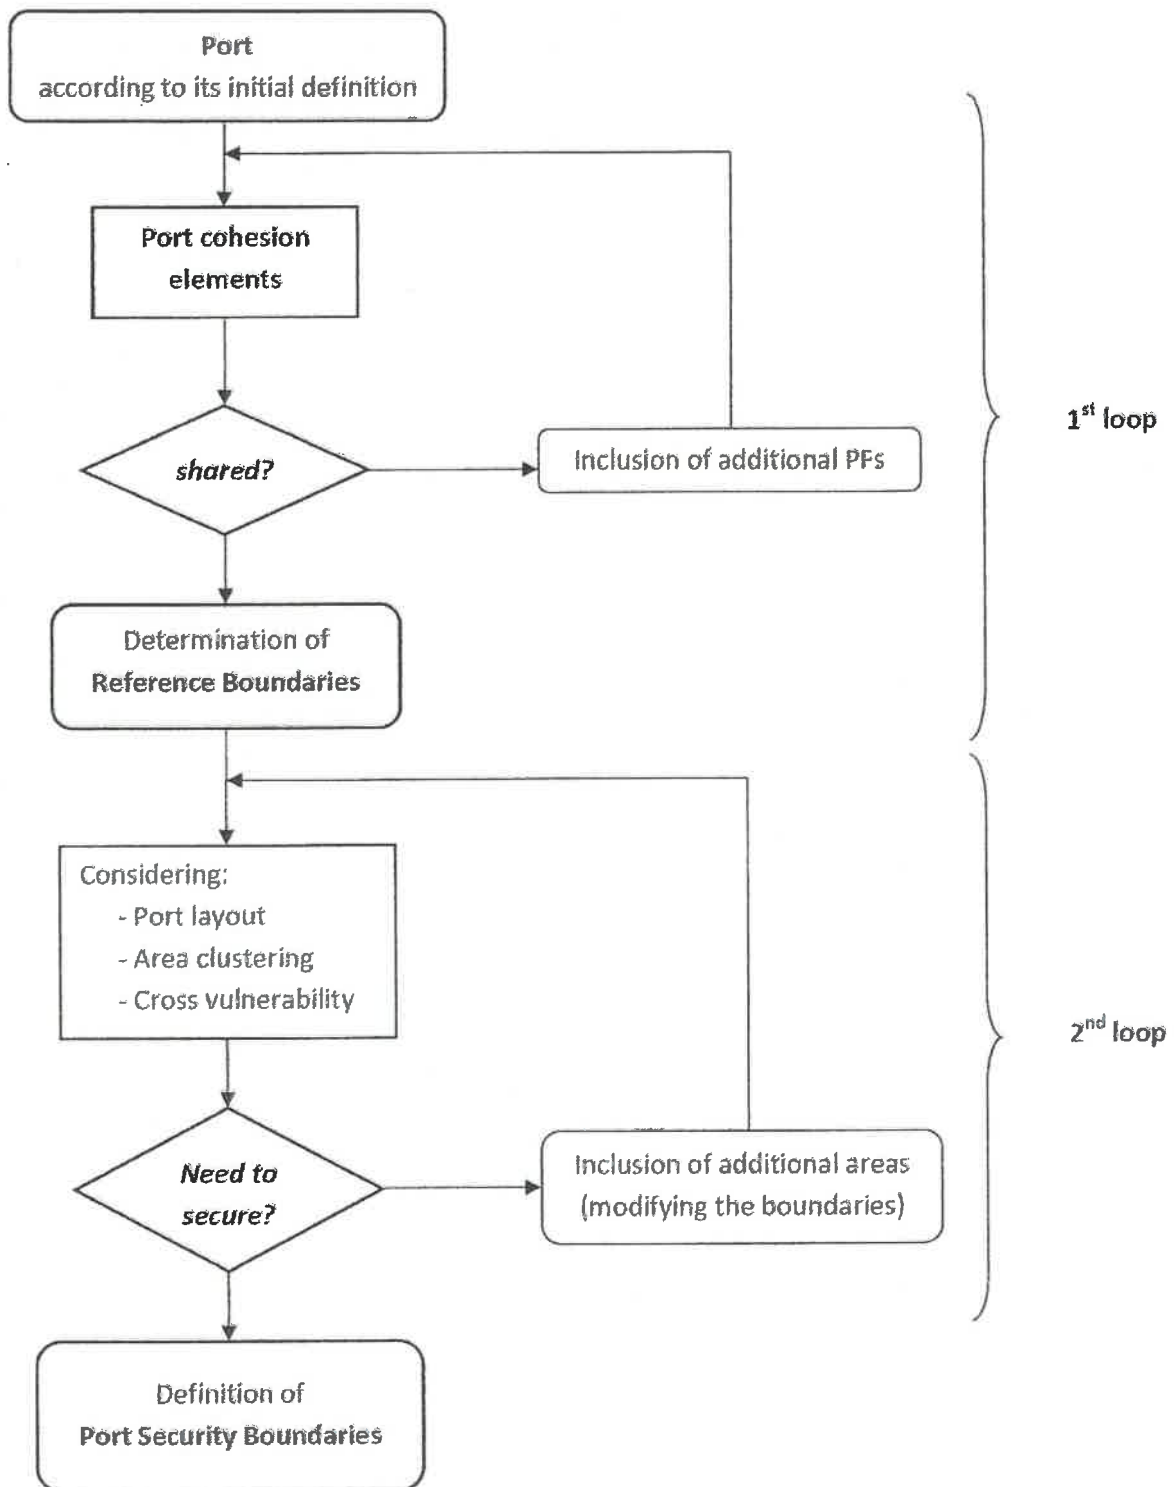 Port
according to its initial definition
Port cohesion
elements
shared?
Inclusion of additional PFs
1st loop
Determination of
Reference Boundaries
Considering:
- Port layout
- Area clustering
- Cross vulnerability
2nd loop
Need to
secure?
Inclusion of additional areas
(modifying the boundaries)
Definition of
Port Security Boundaries